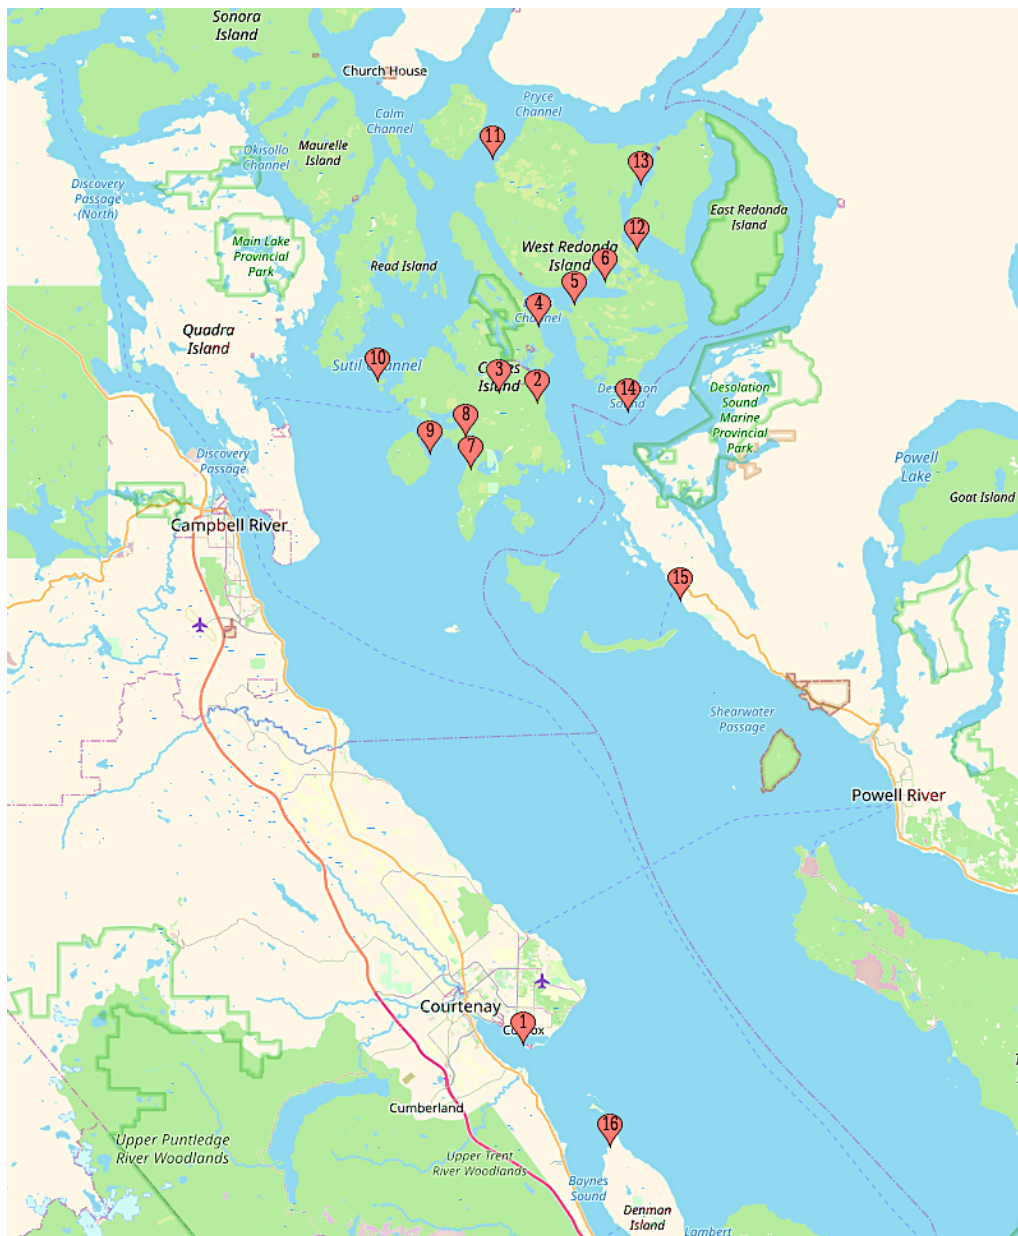 Sonora
Island
Church House
Pryce
Channel
Calm
Channel
11
Maurelle
Island
Okisollo
Channel
13
Discovery
Passage
(North)
East Redonda
Island
12
Main Lake
Provincial
Park
West Redonda
Island
6
Read Island
5
4
Channel
Quadra
Island
10
Sutil Channel
3
Island
2
14
Desolation
Sound
Desolation
Sound
Marine
Provincial
Park
8
9
7
Discovery
Passage
Powell
Lake
Goat Island
Campbell River
15
Shearwater
Passage
Powell River
Courtenay
1
Cumberland
16
Upper Puntledge
River Woodlands
Upper Trent
River Woodlands
Baynes
Sound
Denman
Island
Lambert